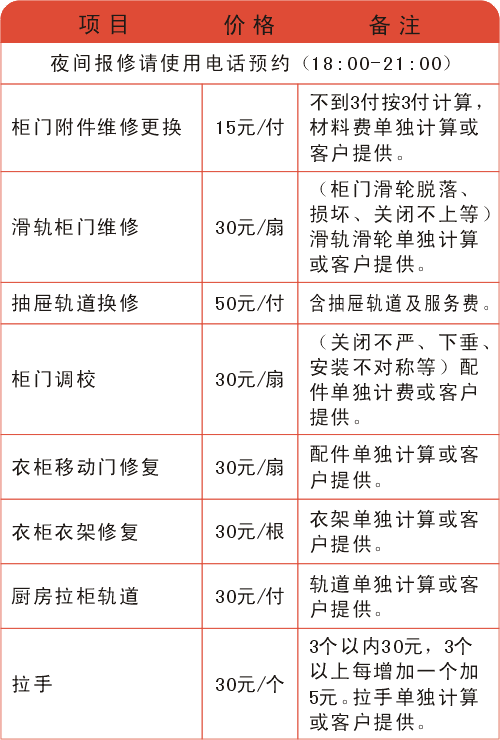 项目 价格 备注
夜间报修请使用电话预约（18:00-21:00）
柜门附件维修更换 15元/付 不到3付按3付计算，
材料费单独计算或
客户提供。
滑轨柜门维修 30元/扇 （柜门滑轮脱落、
损坏、关闭不上等）
滑轨滑轮单独计算
或客户提供。
抽屉轨道换修 50元/付 含抽屉轨道及服务费。
柜门调校 30元/扇 （关闭不严、下垂、
安装不对称等）配
件单独计费或客户
提供。
衣柜移动门修复 30元/扇 配件单独计算或客
户提供。
衣柜衣架修复 30元/根 衣架单独计算或客
户提供。
厨房拉柜轨道 30元/付 轨道单独计算或客
户提供。
拉手 30元/个 3个以内30元，3个
以上每增加一个加
5元。拉手单独计算
或客户提供。